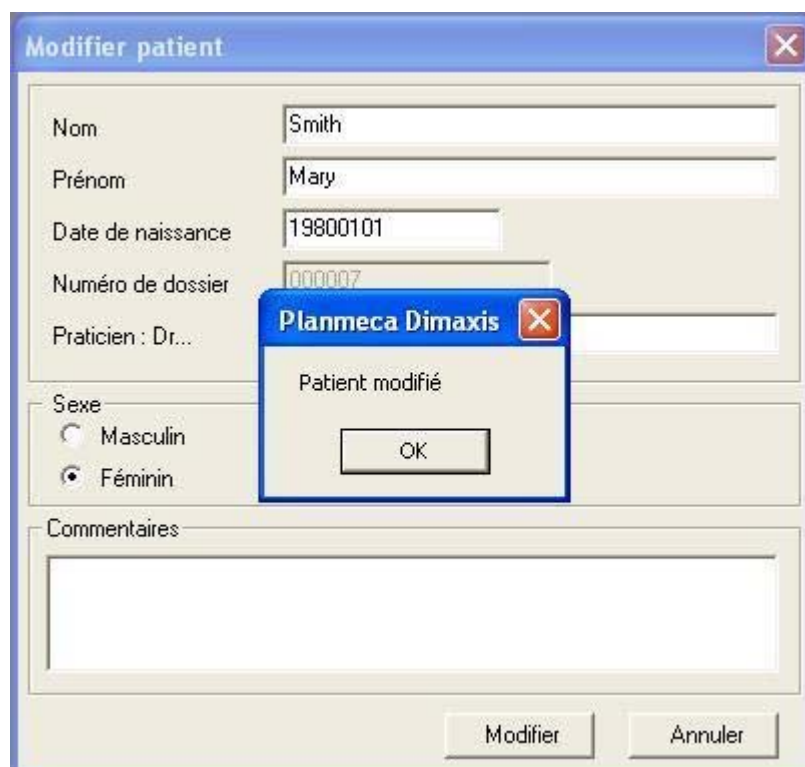 Modifier patient
Nom
Smith
Prénom
Mary
Date de naissance
19800101
Numéro de dossier
000007
Praticien : Dr...
Planmeca Dimaxis
Patient modifié
OK
Sexe
Masculin
Féminin
Commentaires
Modifier
Annuler